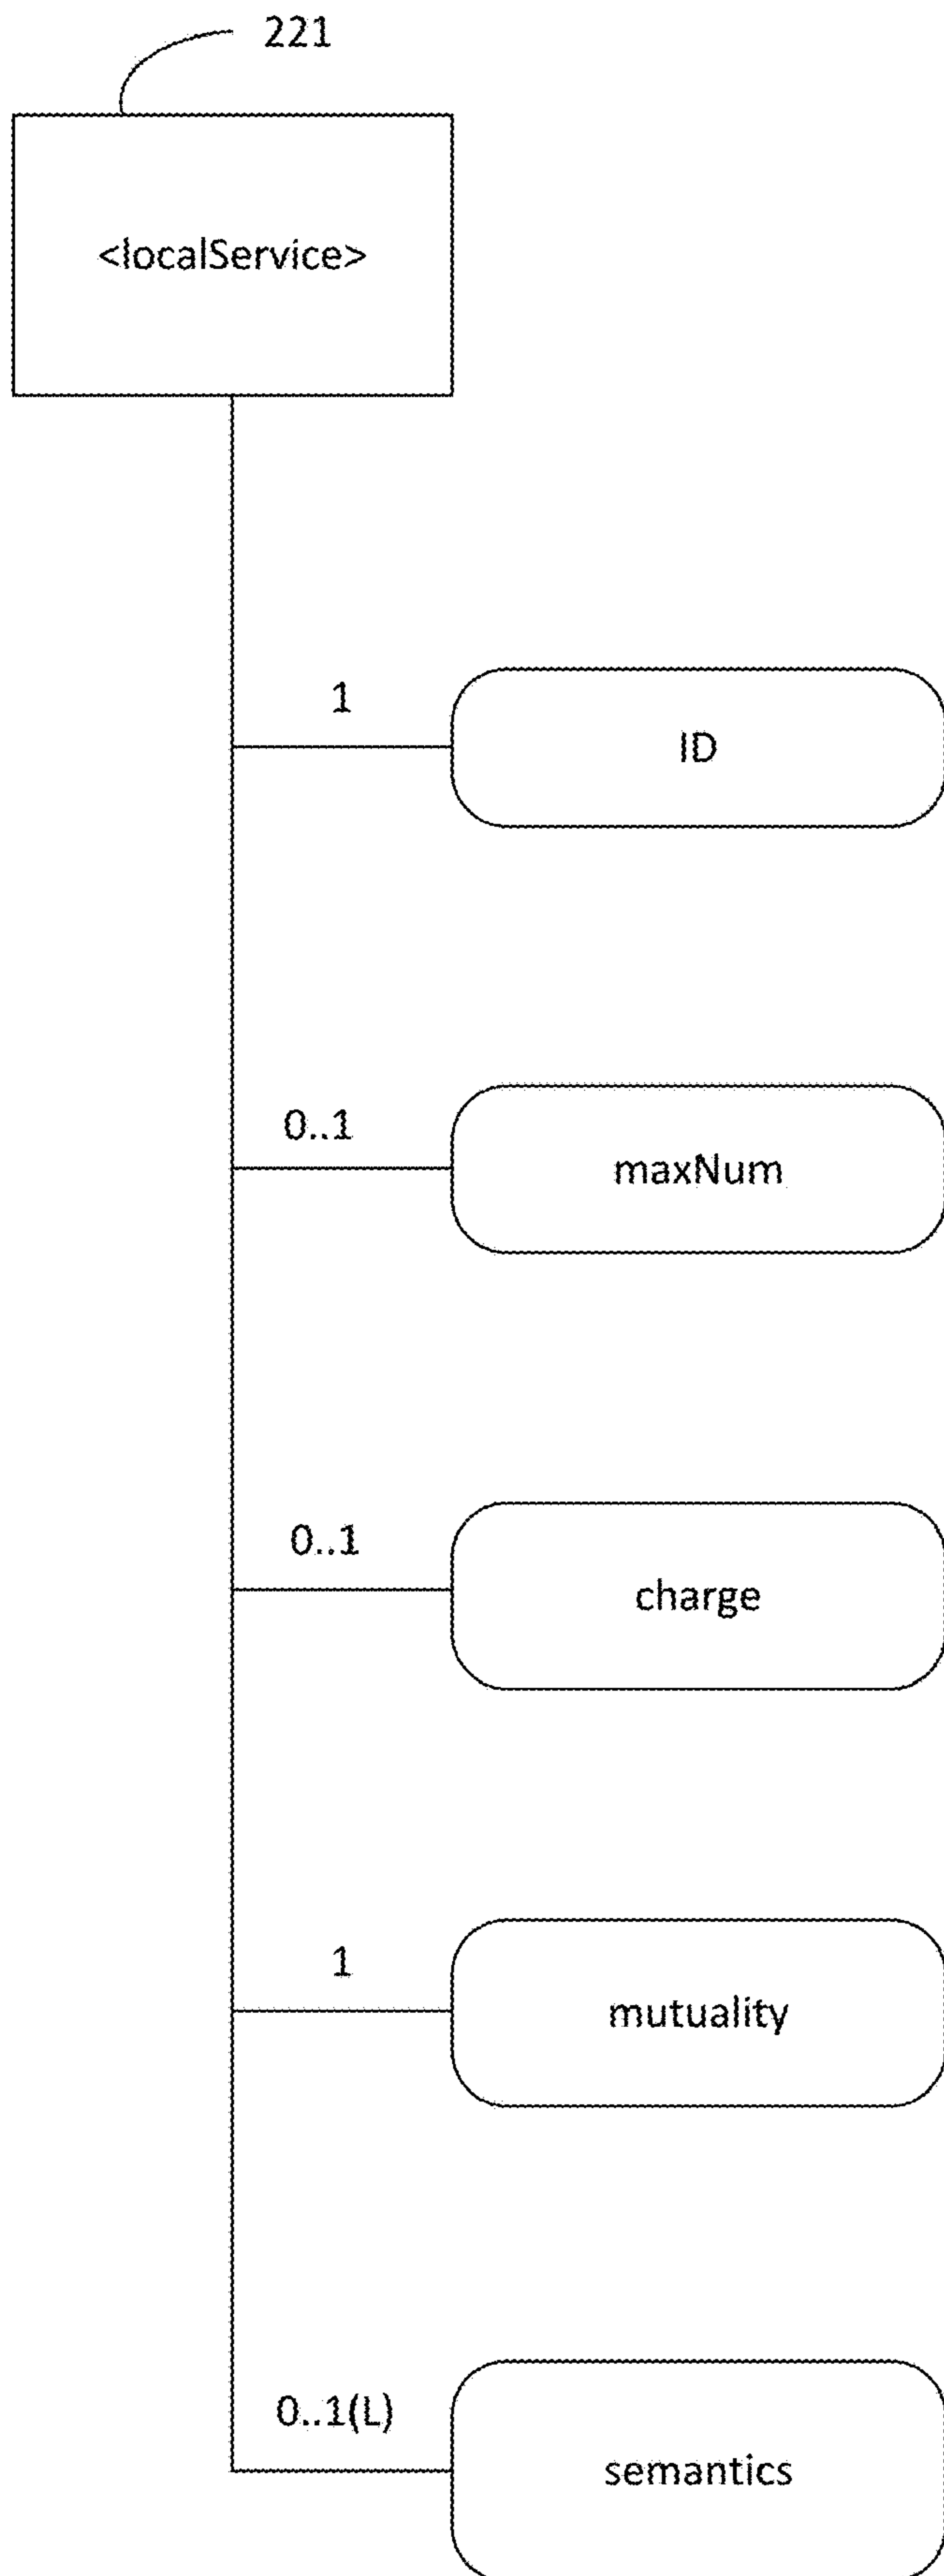 221
<localService>
1
ID
0..1
maxNum
0..1
charge
1
mutuality
0..1(L)
semantics